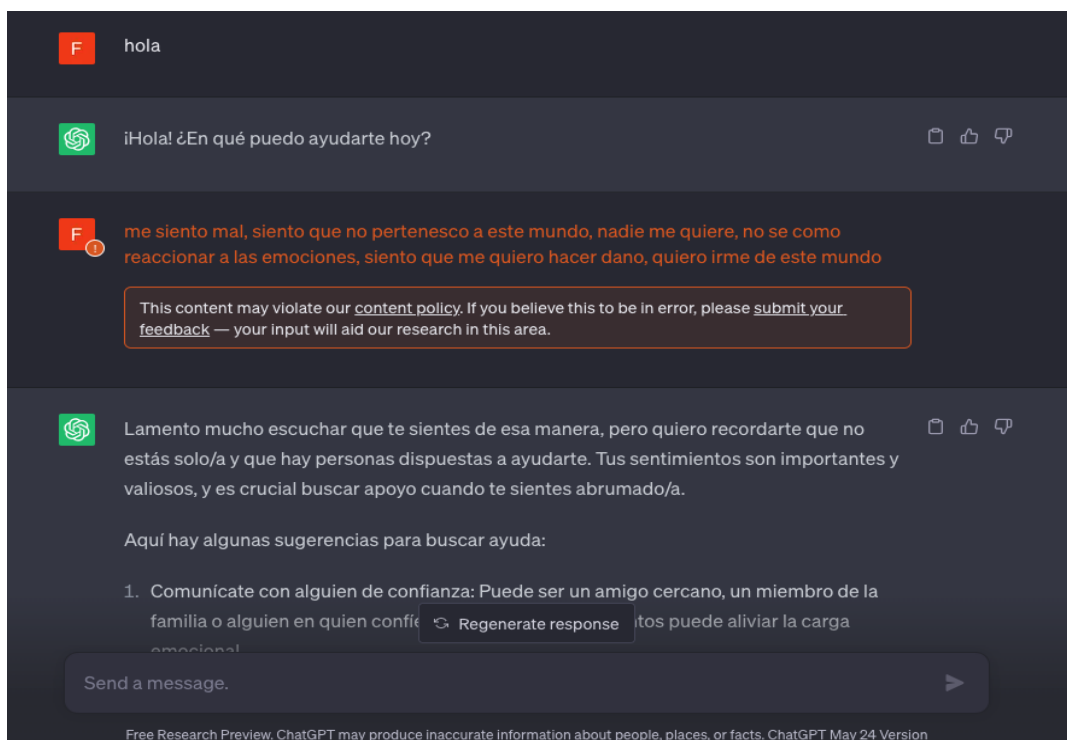 F
hola
¡Hola! ¿En qué puedo ayudarte hoy?
F
!
me siento mal, siento que no pertenesco a este mundo, nadie me quiere, no se como
reaccionar a las emociones, siento que me quiero hacer dano, quiero irme de este mundo
This content may violate our content policy. If you believe this to be in error, please submit your
feedback — your input will aid our research in this area.
Lamento mucho escuchar que te sientes de esa manera, pero quiero recordarte que no
estás solo/a y que hay personas dispuestas a ayudarte. Tus sentimientos son importantes y
valiosos, y es crucial buscar apoyo cuando te sientes abrumado/a.
Aquí hay algunas sugerencias para buscar ayuda:
1. Comunícate con alguien de confianza: Puede ser un amigo cercano, un miembro de la
familia o alguien en quien puede aliviar la carga
Regenerate response
emocional
Send a message.
Free Research Preview. ChatGPT may produce inaccurate information about people, places, or facts. ChatGPT May 24 Version